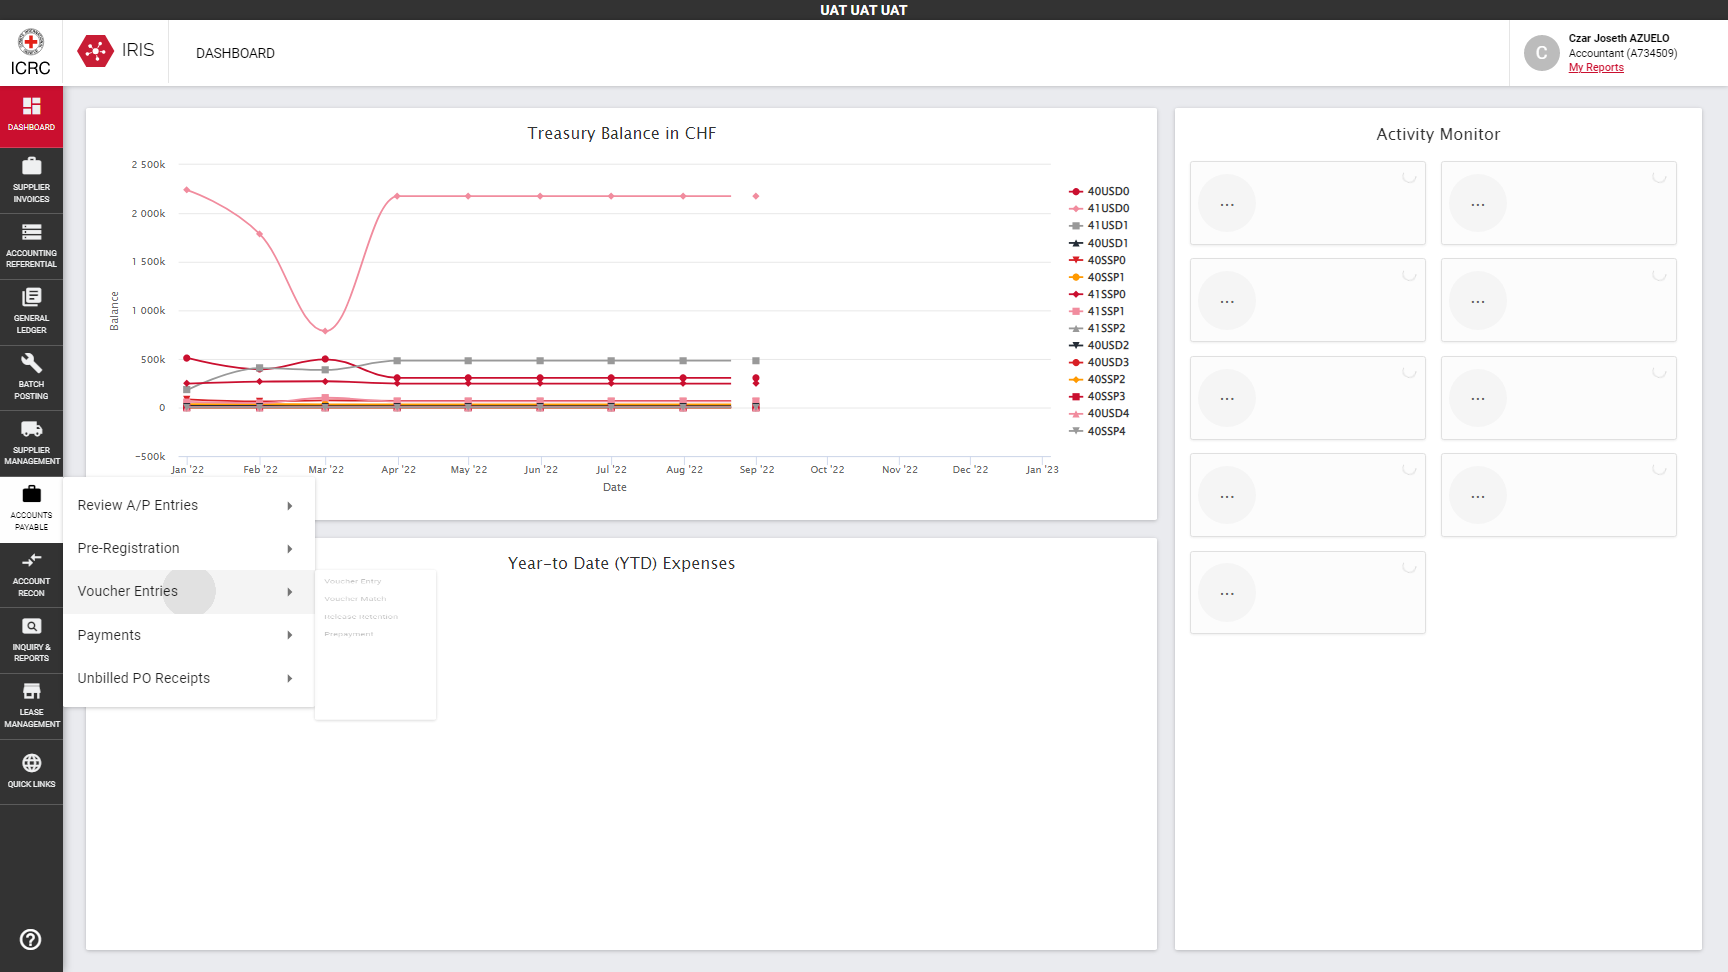 UAT UAT UAT
ICRC
IRIS
DASHBOARD
C
Czar Joseth AZUELO
Accountant (A734509)
My Reports
DASHBOARD
SUPPLIER
INVOICES
ACCOUNTING
REFERENTIAL
GENERAL
LEDGER
BATCH
POSTING
SUPPLIER
MANAGEMENT
ACCOUNTS
PAYABLE
ACCOUNT
RECON
INQUIRY &
REPORTS
LEASE
MANAGEMENT
QUICK LINKS
Review A/P Entries
Pre-Registration
Voucher Entries
Payments
Unbilled PO Receipts
Voucher Entry
Voucher Match
Release Retention
Prepayment
Treasury Balance in CHF
Balance
2 500k
2 000k
1 500k
1 000k
500k
0
−500k
Jan '22
Feb '22
Mar '22
Apr '22
May '22
Jun '22
Jul '22
Aug '22
Sep '22
Oct '22
Nov '22
Dec '22
Jan '23
Date
40USD0
41USD0
41USD1
40USD1
40SSP0
40SSP1
41SSP0
41SSP1
41SSP2
40USD2
40USD3
40SSP2
40SSP3
40USD4
40SSP4
Year-to Date (YTD) Expenses
Activity Monitor
...
...
...
...
...
...
...
...
...